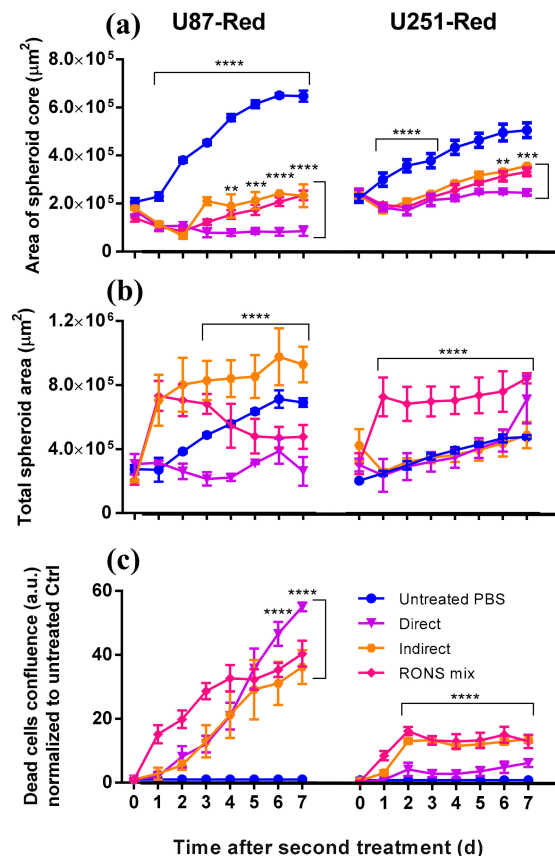 U87-Red
U251-Red
(a)
Area of spheroid core (µm²)
8.0×10⁵
6.0×10⁵
4.0×10⁵
2.0×10⁵
0
****
** *** **** ****
****
** ***
(b)
Total spheroid area (µm²)
1.2×10⁶
8.0×10⁵
4.0×10⁵
0
****
****
(c)
Dead cells confluence (a.u.)
normalized to untreated Ctrl
60
40
20
0
**** ****
Untreated PBS
Direct
Indirect
RONS mix
****
0 1 2 3 4 5 6 7
0 1 2 3 4 5 6 7
Time after second treatment (d)